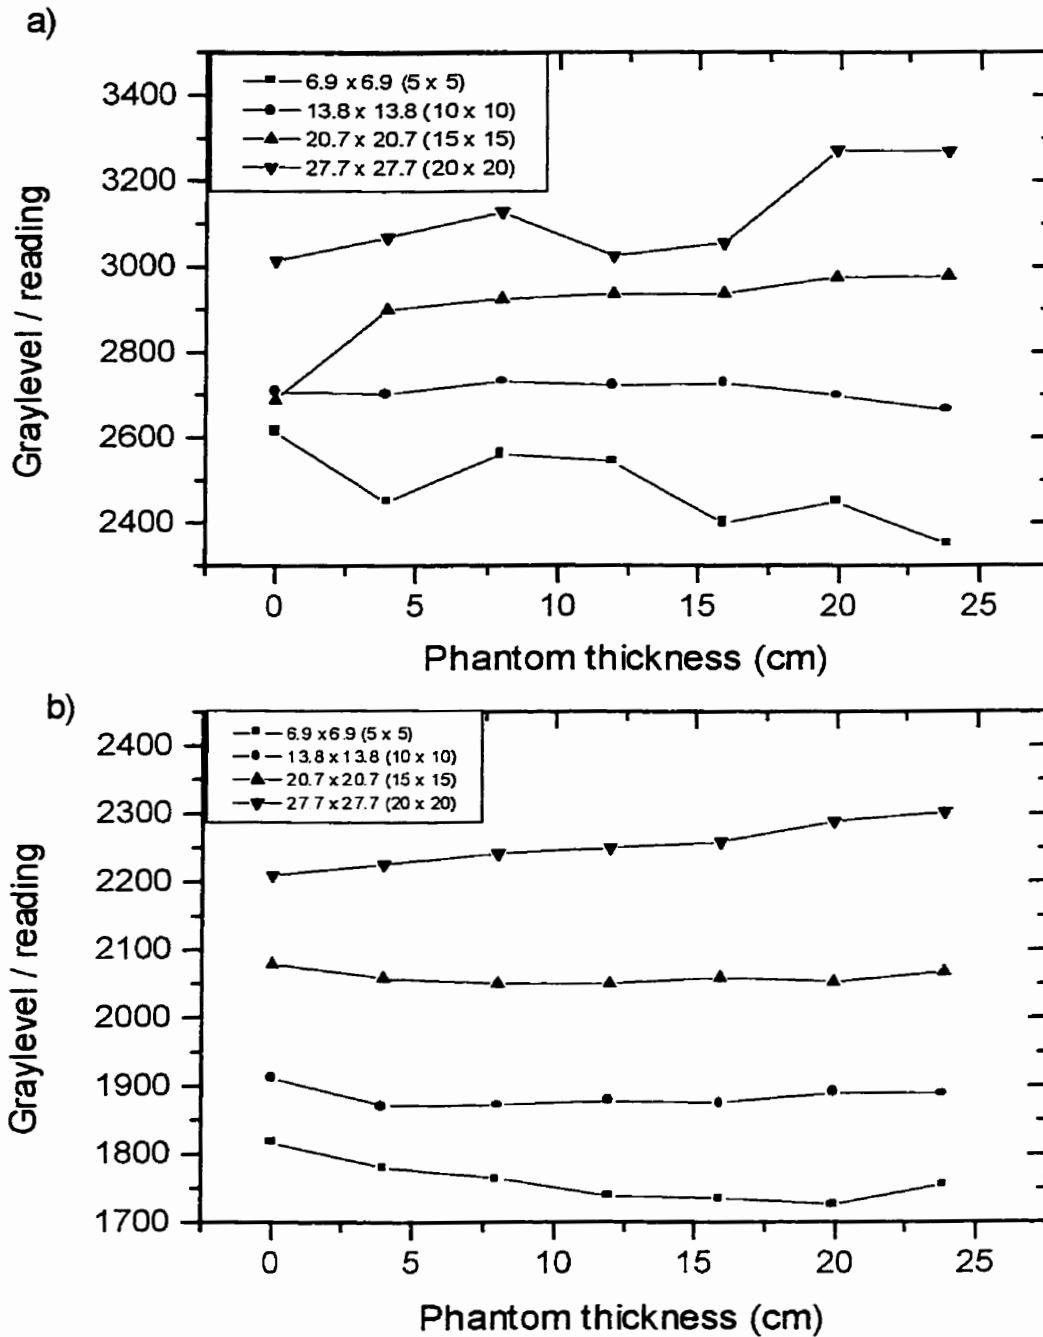 a)
6.9 x 6.9 (5 x 5)
13.8 x 13.8 (10 x 10)
20.7 x 20.7 (15 x 15)
27.7 x 27.7 (20 x 20)
3400
3200
3000
2800
2600
2400
Graylevel / reading
0 5 10 15 20 25
Phantom thickness (cm)
b)
6.9 x 6.9 (5 x 5)
13.8 x 13.8 (10 x 10)
20.7 x 20.7 (15 x 15)
27.7 x 27.7 (20 x 20)
2400
2300
2200
2100
2000
1900
1800
1700
Graylevel / reading
0 5 10 15 20 25
Phantom thickness (cm)